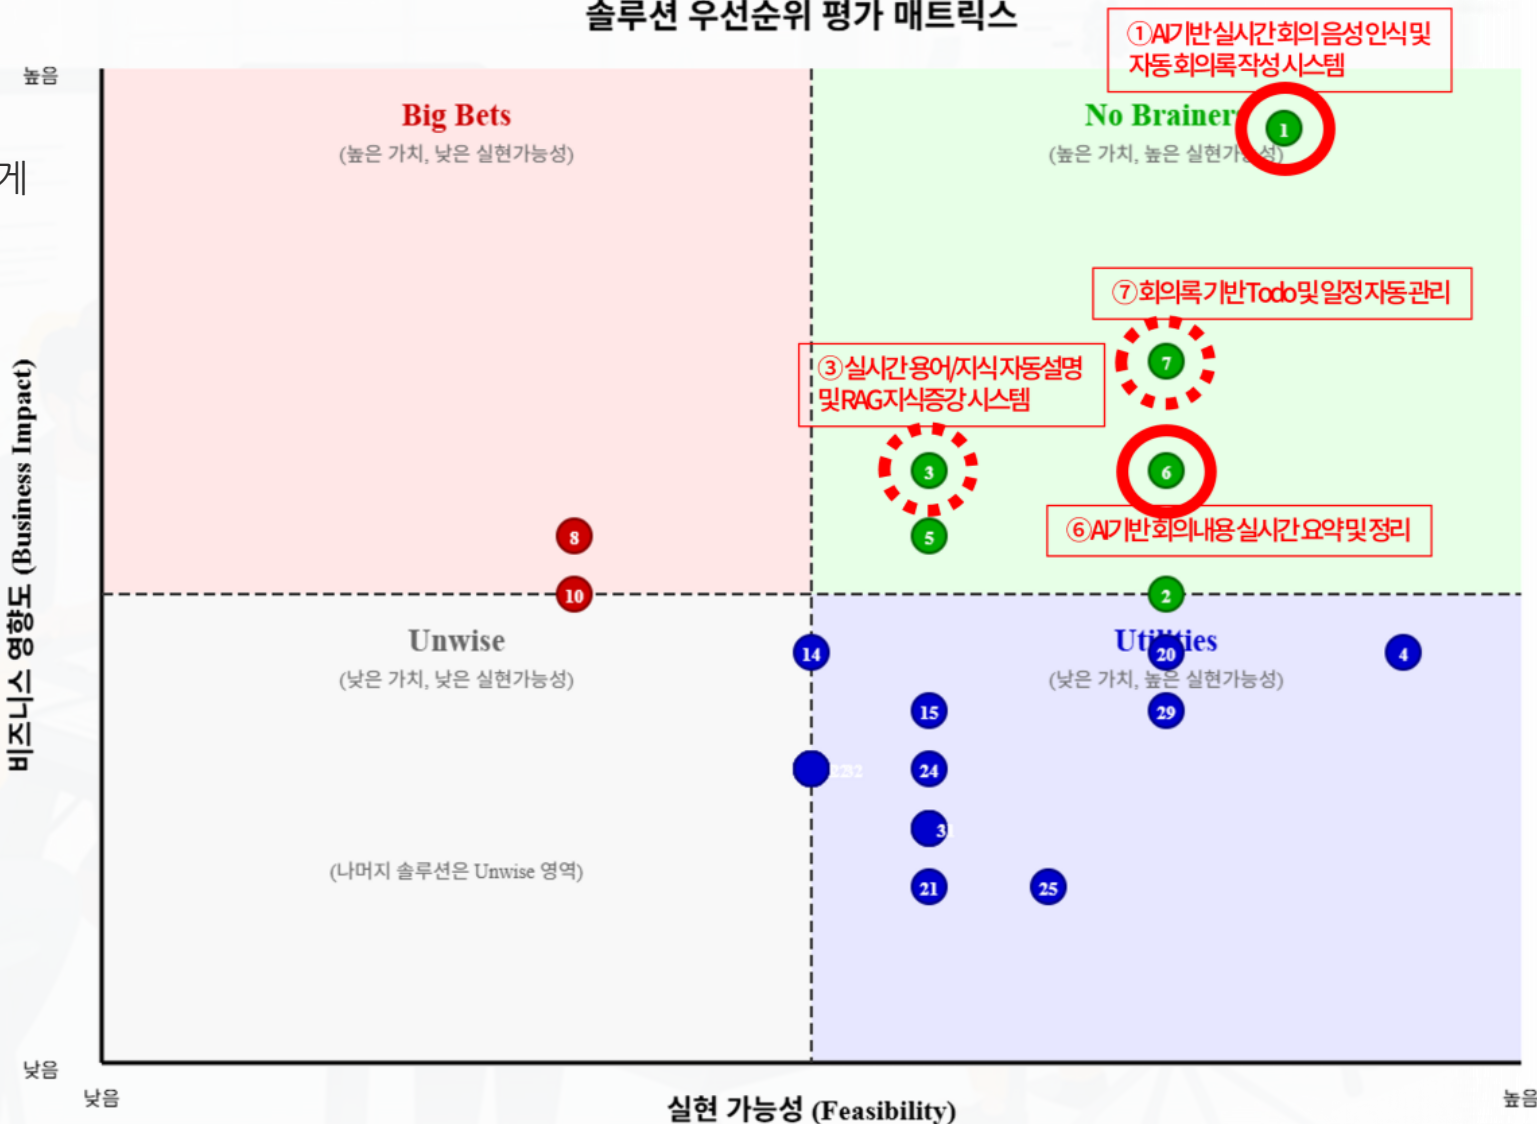 솔루션 우선순위 평가 매트릭스
①AI기반 실시간 회의 음성 인식 및
자동 회의록 작성 시스템
높음
게
Big Bets
(높은 가치, 낮은 실현가능성)
No Brainer
1
(높은 가치, 높은 실현가능성)
⑦ 회의록 기반 Todo 및 일정 자동 관리
7
③ 실시간 용어/지식 자동설명
및 RAG 지식증강 시스템
3
6
⑥AI기반 회의내용 실시간 요약 및 정리
8
5
10
2
비즈니스 영향도 (Business Impact)
Unwise
(낮은 가치, 낮은 실현가능성)
Utilities
(낮은 가치, 높은 실현가능성)
14
20
4
15
29
24
(나머지 솔루션은 Unwise 영역)
21
25
낮음
낮음
실현 가능성 (Feasibility)
높음